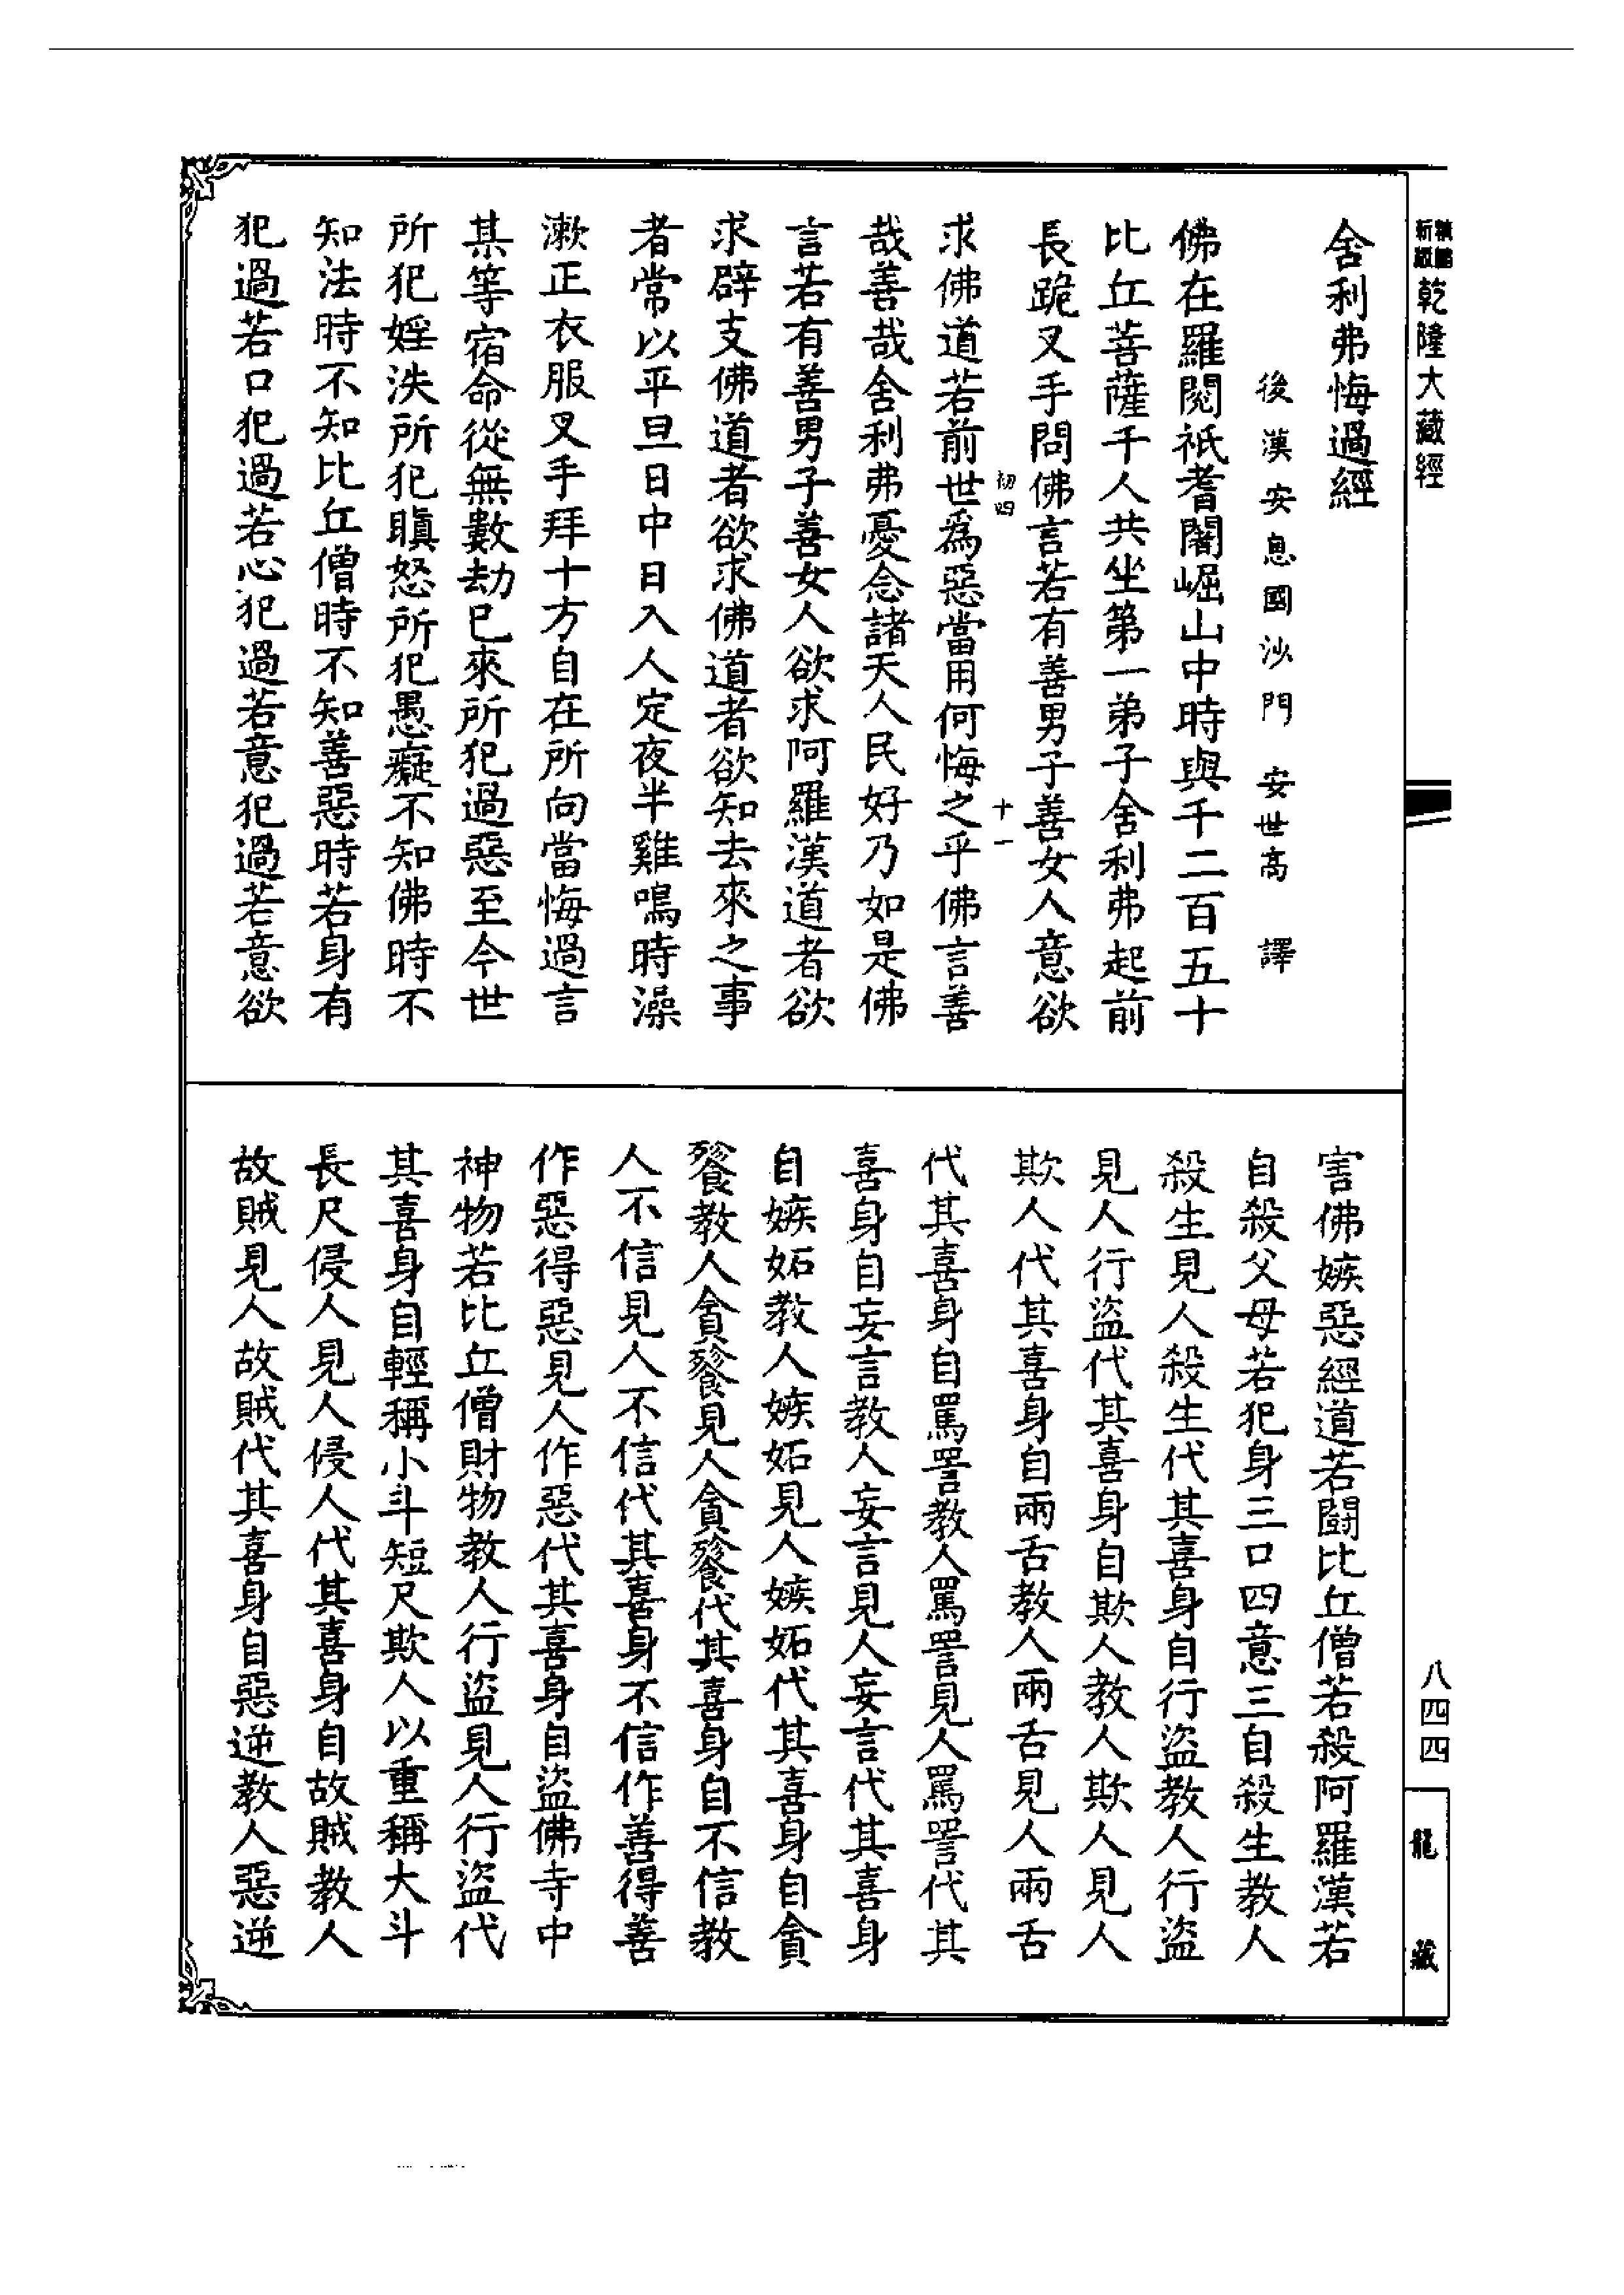 乾隆大藏經
舍利弗悔過經
後漢安息國沙門 安世高 譯
佛在羅閱祇耆闍崛山中時與千二百五十
比丘菩薩千人共坐第一弟子舍利弗起前
長跪叉手問佛言若有善男子善女人意欲
初四 十一
求佛道若前世為惡當用何悔之乎佛言善
哉善哉舍利弗憂念諸天人民好乃如是佛
言若有善男子善女人欲求阿羅漢道者欲
求辟支佛道者欲求佛道者欲知去來之事
者常以平旦日中日入人定夜半雞鳴時澡
漱正衣服叉手拜十方自在所向當悔過言
某等宿命從無數劫已來所犯過惡至今世
所犯婬泆所犯瞋怒所犯愚癡不知佛時不
知法時不知比丘僧時不知善惡時若身有
犯過若口犯過若心犯過若意犯過若意欲
害佛嫉惡經道若鬪比丘僧若殺阿羅漢若
自殺父母若犯身三口四意三自殺生教人
殺生見人殺生代其喜身自行盜教人行盜
見人行盜代其喜身自欺人教人欺人見人
欺人代其喜身自兩舌教人兩舌見人兩舌
代其喜身自罵詈教人罵詈見人罵詈代其
喜身自妄言教人妄言見人妄言代其喜身
自嫉妬教人嫉妬見人嫉妬代其喜身自貪
餮教人貪餮見人貪餮代其喜身自不信教
人不信見人不信代其喜身不信作善得善
作惡得惡見人作惡代其喜身自盜佛寺中
神物若比丘僧財物教人行盜見人行盜代
其喜身自輕稱小斗短尺欺人以重稱大斗
長尺侵人見人侵人代其喜身自故賊教人
故賊見人故賊代其喜身自惡逆教人惡逆
八四四
龍藏